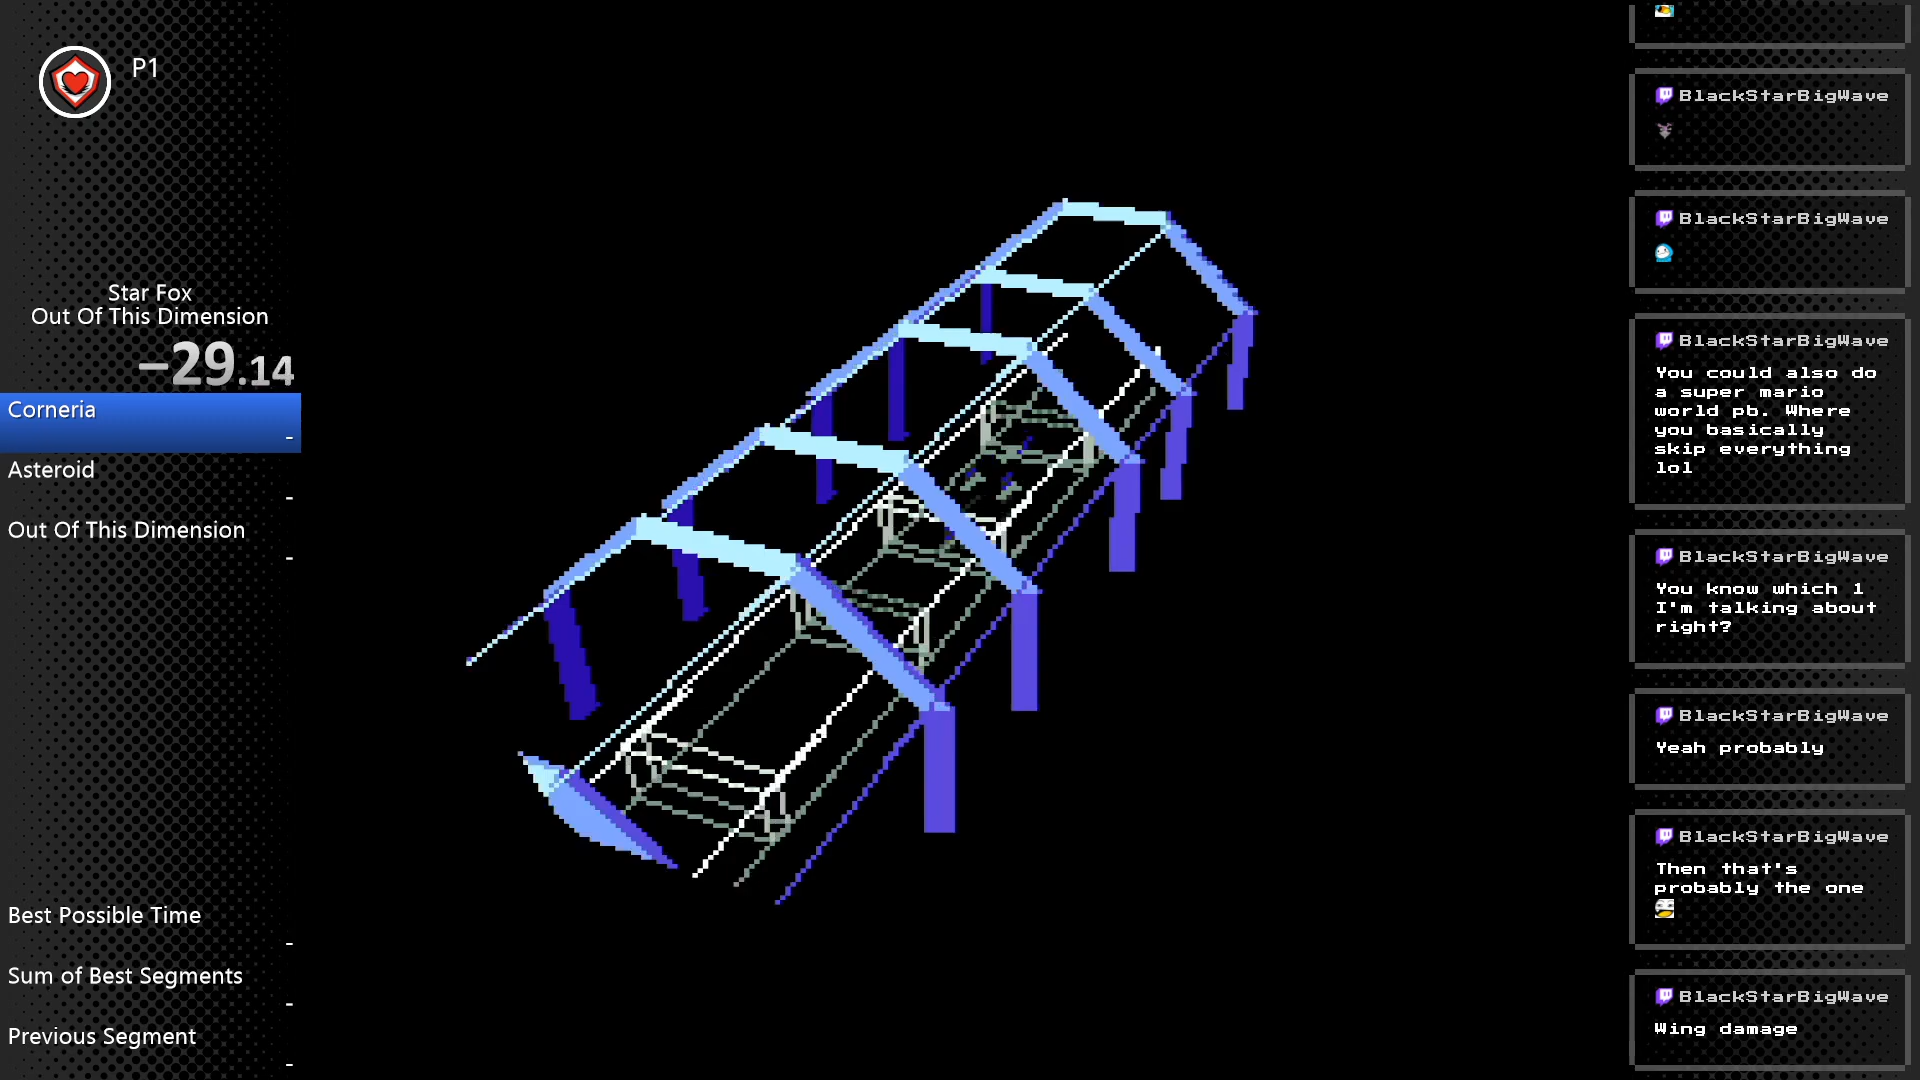 P1
Star Fox
Out Of This Dimension
-29.14
Corneria
-
Asteroid
-
Out Of This Dimension
-
Best Possible Time
-
Sum of Best Segments
-
Previous Segment
-
BlackStarBigWave
BlackStarBigWave
BlackStarBigWave
You could also do
a super mario
world pb. Where
you basically
skip everything
lol
BlackStarBigWave
You know which 1
I'm talking about
right?
BlackStarBigWave
Yeah probably
BlackStarBigWave
Then that's
probably the one
BlackStarBigWave
Wing damage